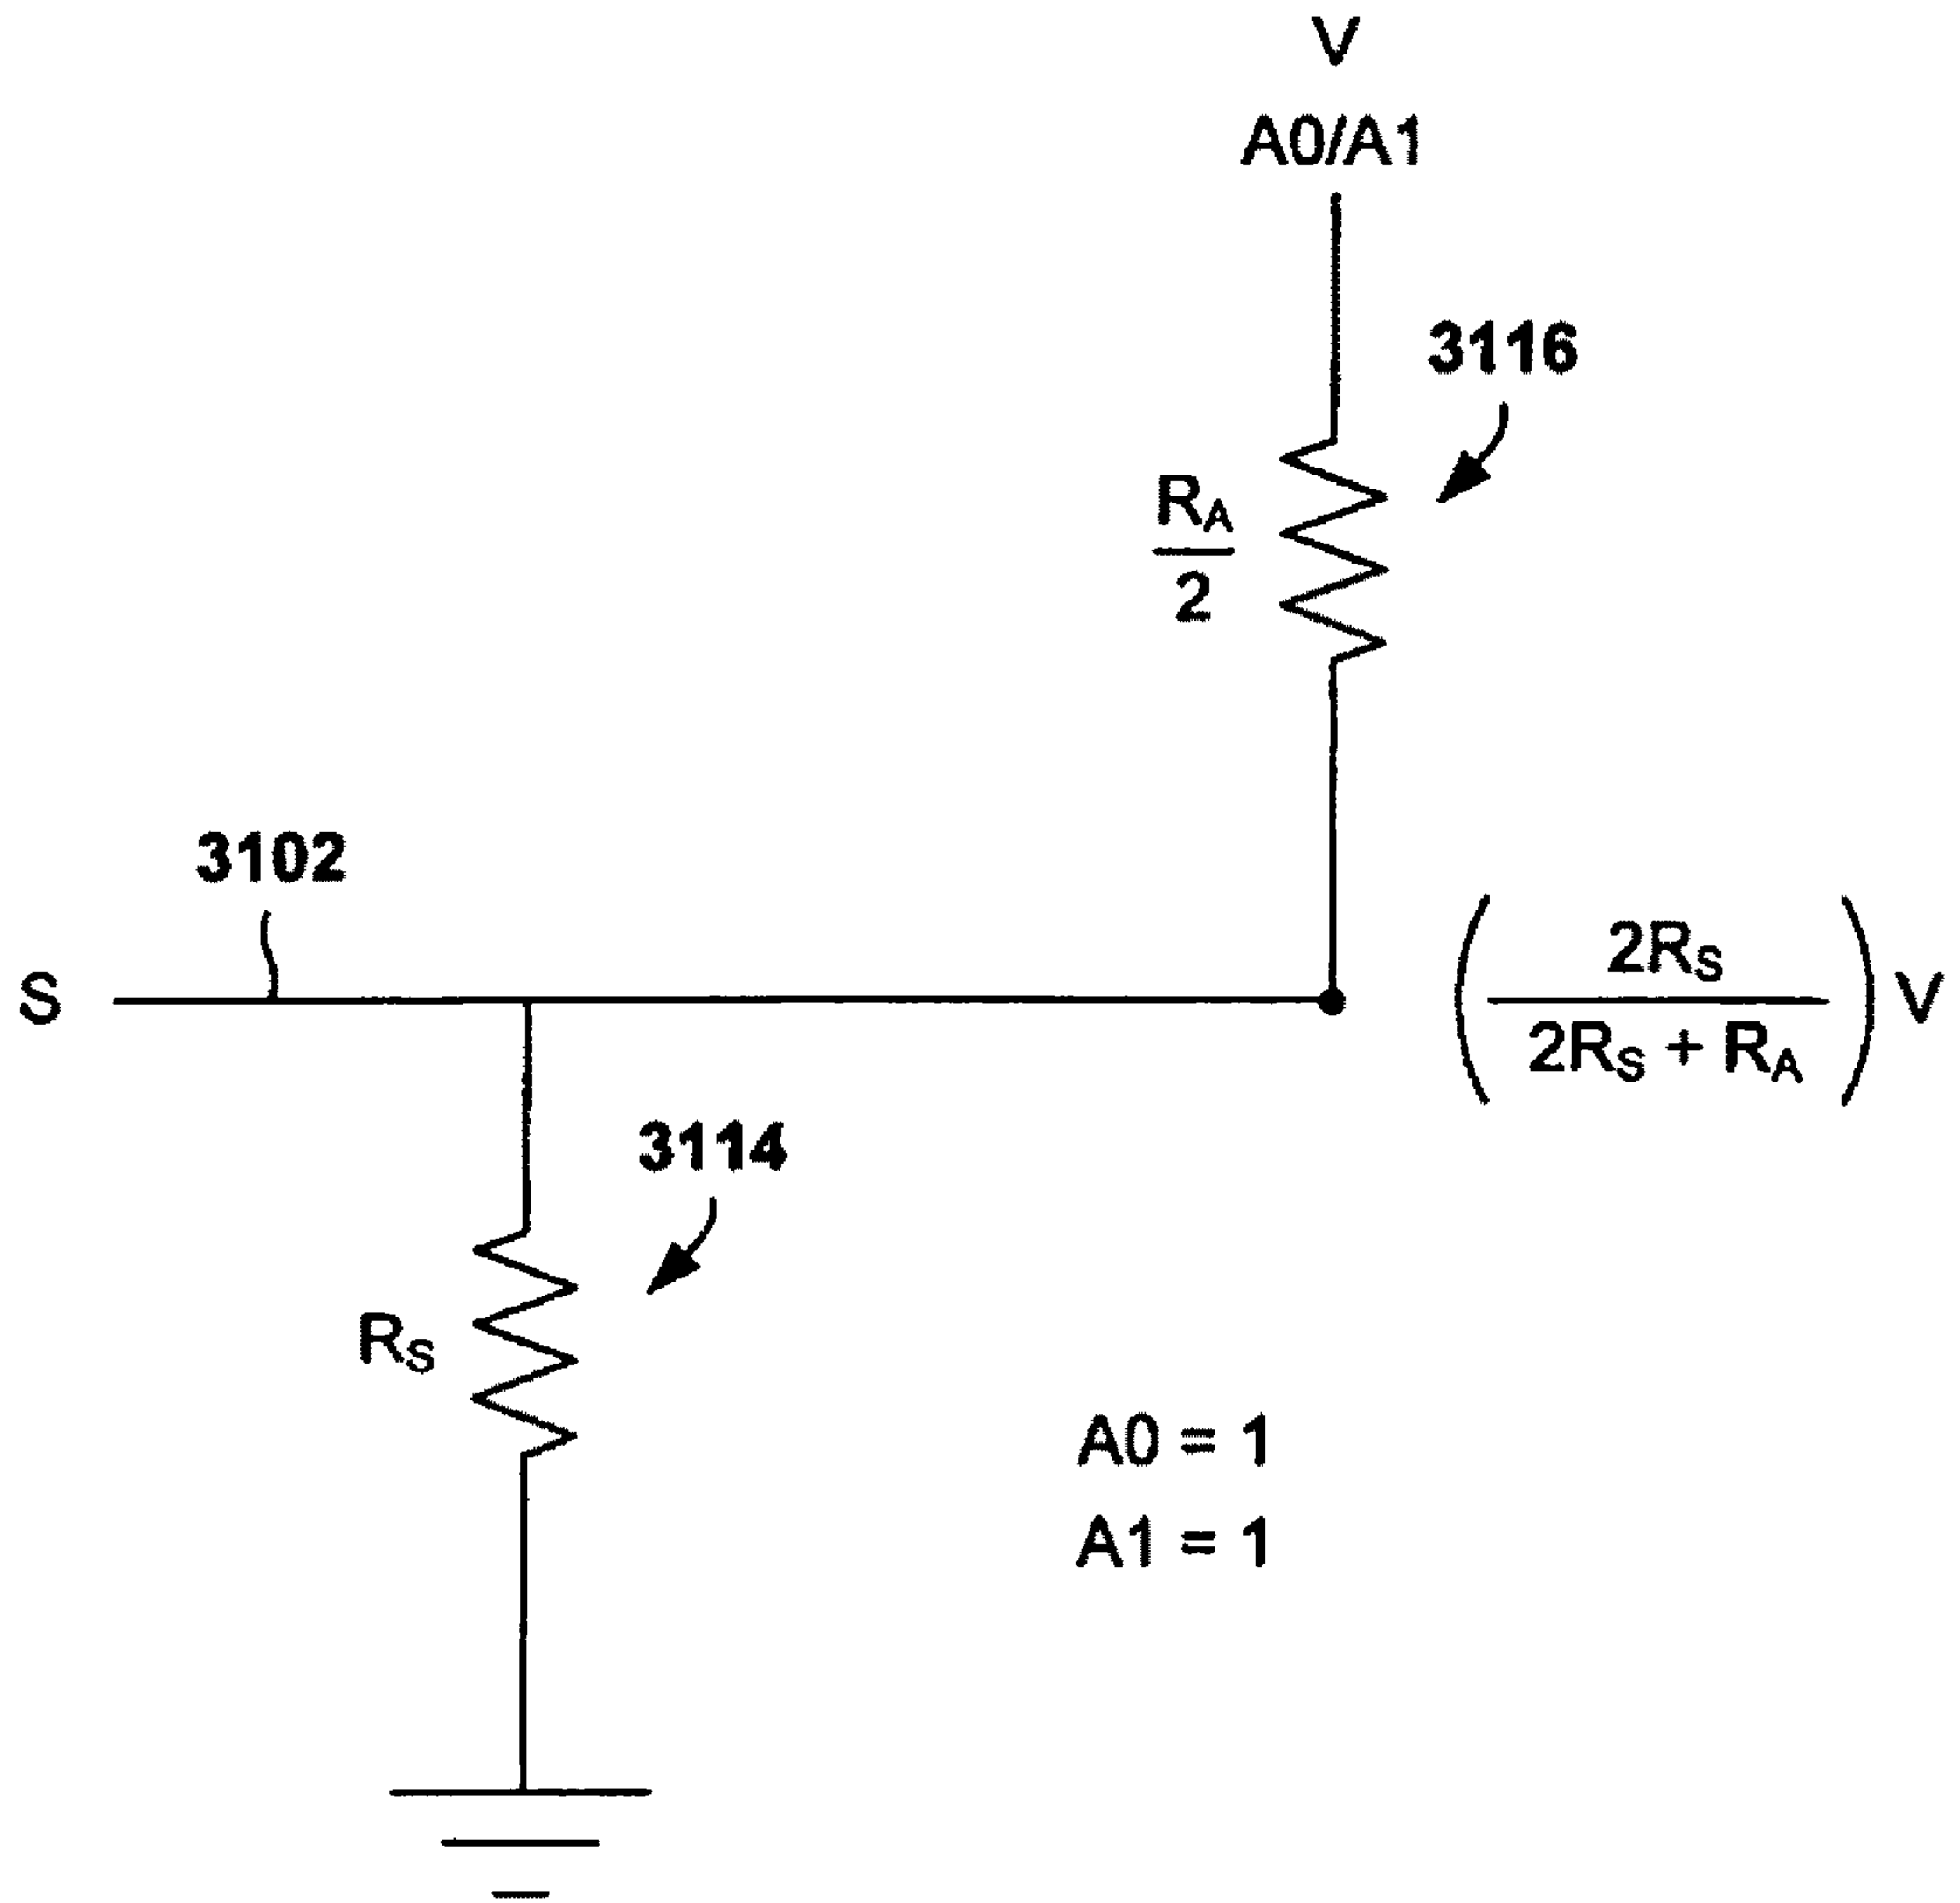 V
A0/A1
3116
R_A
2
3102
S
2R_S
2R_S + R_A
V
3114
R_S
A0 = 1
A1 = 1